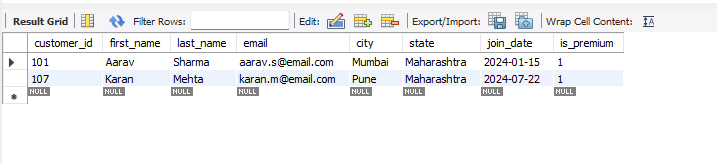 Result Grid Filter Rows: Edit: Export/Import: Wrap Cell Content: IA
customer_id first_name last_name email city state join_date is_premium
101 Aarav Sharma aarav.s@email.com Mumbai Maharashtra 2024-01-15 1
107 Karan Mehta karan.m@email.com Pune Maharashtra 2024-07-22 1
NULL NULL NULL NULL NULL NULL NULL NULL